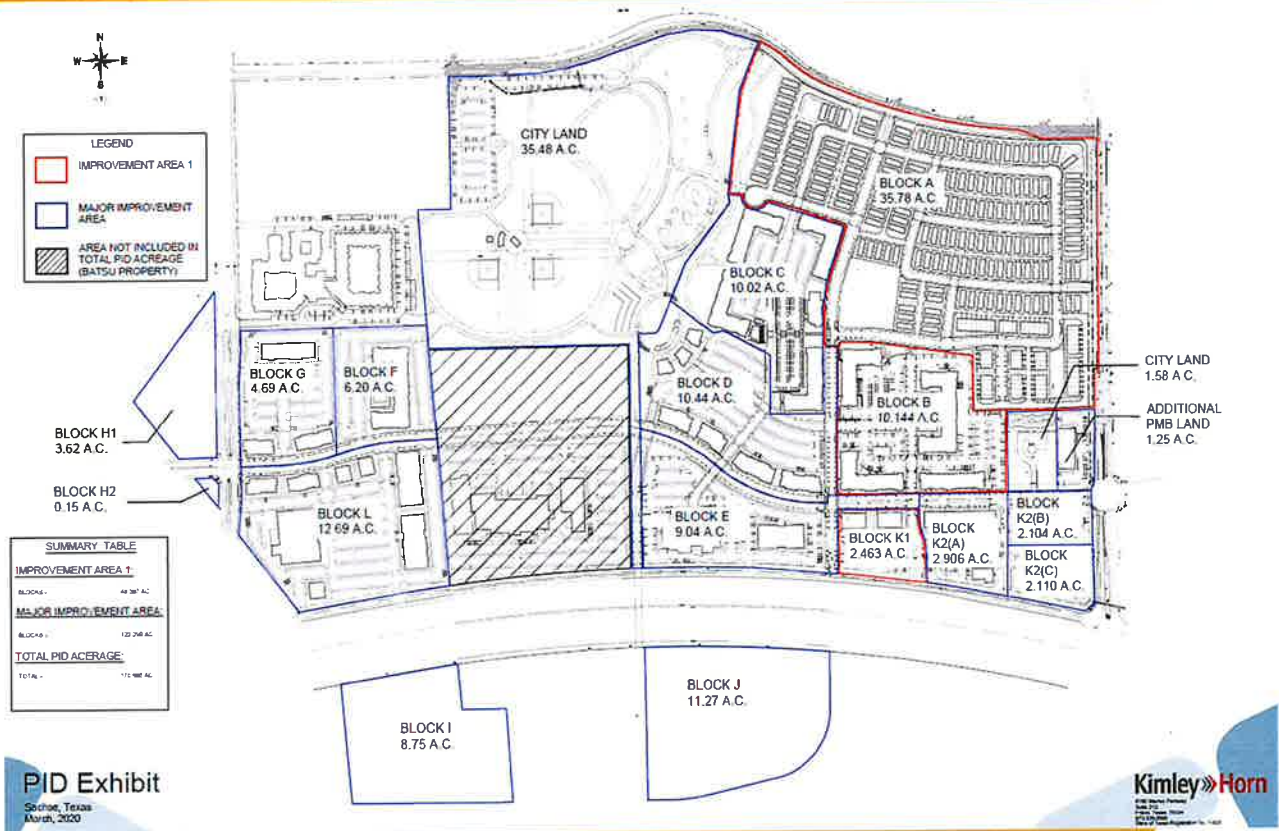 N
W E
S
LEGEND
IMPROVEMENT AREA 1
MAJOR IMPROVEMENT
AREA
AREA NOT INCLUDED IN
TOTAL PID ACREAGE
(BATSU PROPERTY)
CITY LAND
35.48 A.C.
BLOCK A
35.78 A.C.
BLOCK C
10.02 A.C.
BLOCK G
4.69 A.C.
BLOCK F
6.20 A.C.
BLOCK D
10.44 A.C.
BLOCK B
10.144 A.C.
CITY LAND
1.58 A.C.
ADDITIONAL
PMB LAND
1.25 A.C.
BLOCK H1
3.62 A.C.
BLOCK H2
0.15 A.C.
BLOCK L
12.69 A.C.
BLOCK E
9.04 A.C.
BLOCK K1
2.463 A.C.
BLOCK
K2(A)
2.906 A.C.
BLOCK
K2(B)
2.104 A.C.
BLOCK
K2(C)
2.110 A.C.
SUMMARY TABLE
IMPROVEMENT AREA 1:
BLOCKS -
MAJOR IMPROVEMENT AREA:
BLOCKS -
TOTAL PID ACERAGE:
TOTAL -
BLOCK I
8.75 A.C.
BLOCK J
11.27 A.C.
PID Exhibit
Sachse, Texas
March, 2020
Kimley»Horn